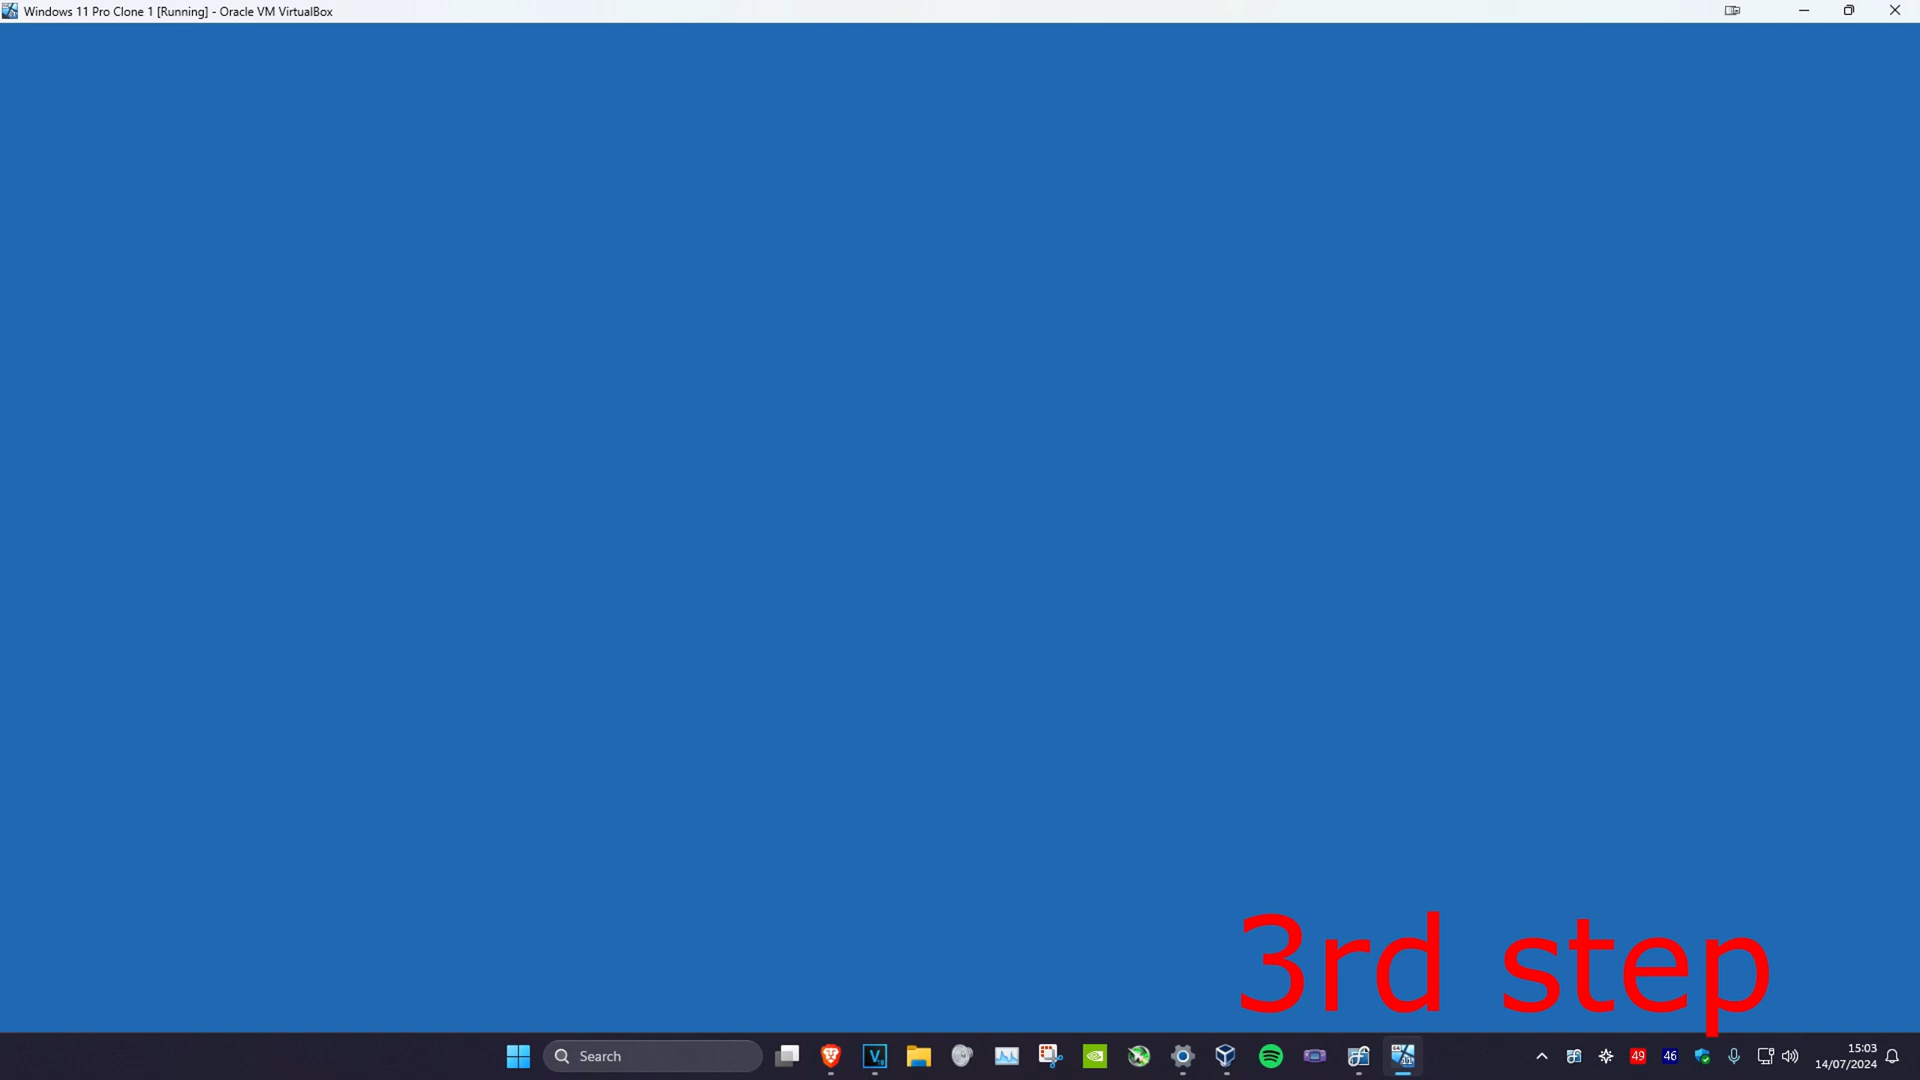 Windows 11 Pro Clone 1 [Running] - Oracle VM VirtualBox
3rd step
Search
49
46
15:03
14/07/2024